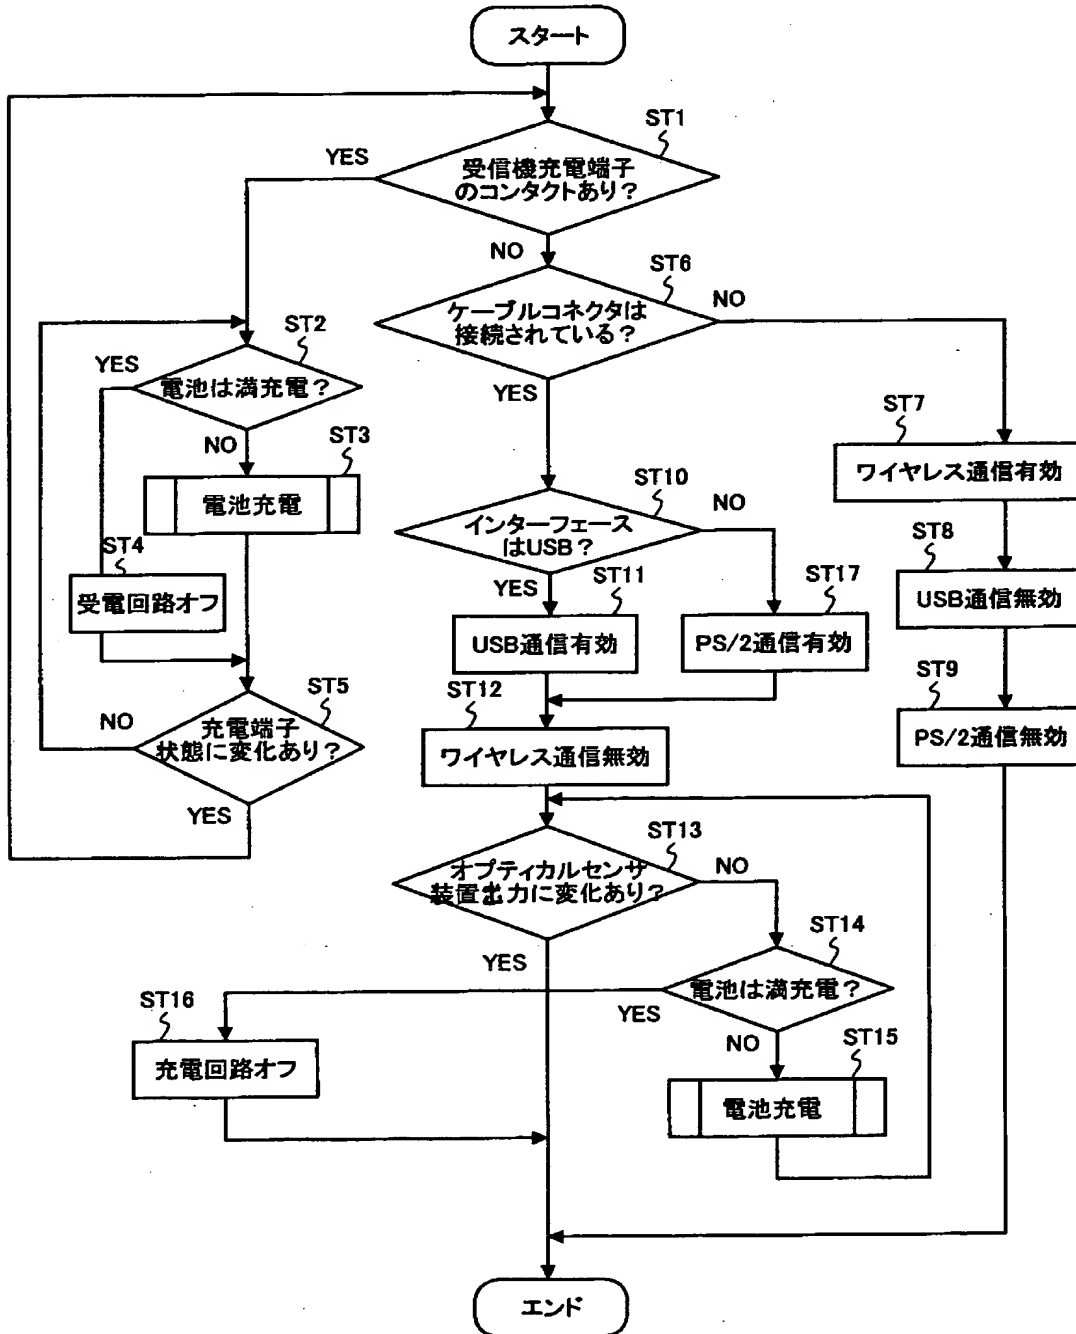 スタート
ST1
YES
受信機充電端子
のコンタクトあり?
NO
ST6
ケーブルコネクタは
接続されている?
NO
YES
ST2
YES
電池は満充電?
NO
ST3
電池充電
ST4
受電回路オフ
ST5
NO
充電端子
状態に変化あり?
YES
ST7
ワイヤレス通信有効
ST8
USB通信無効
ST9
PS/2通信無効
ST10
インターフェース
はUSB?
NO
YES
ST11
USB通信有効
ST17
PS/2通信有効
ST12
ワイヤレス通信無効
ST13
オプティカルセンサ
装置出力に変化あり?
NO
YES
ST14
電池は満充電?
YES
NO
ST15
電池充電
ST16
充電回路オフ
エンド